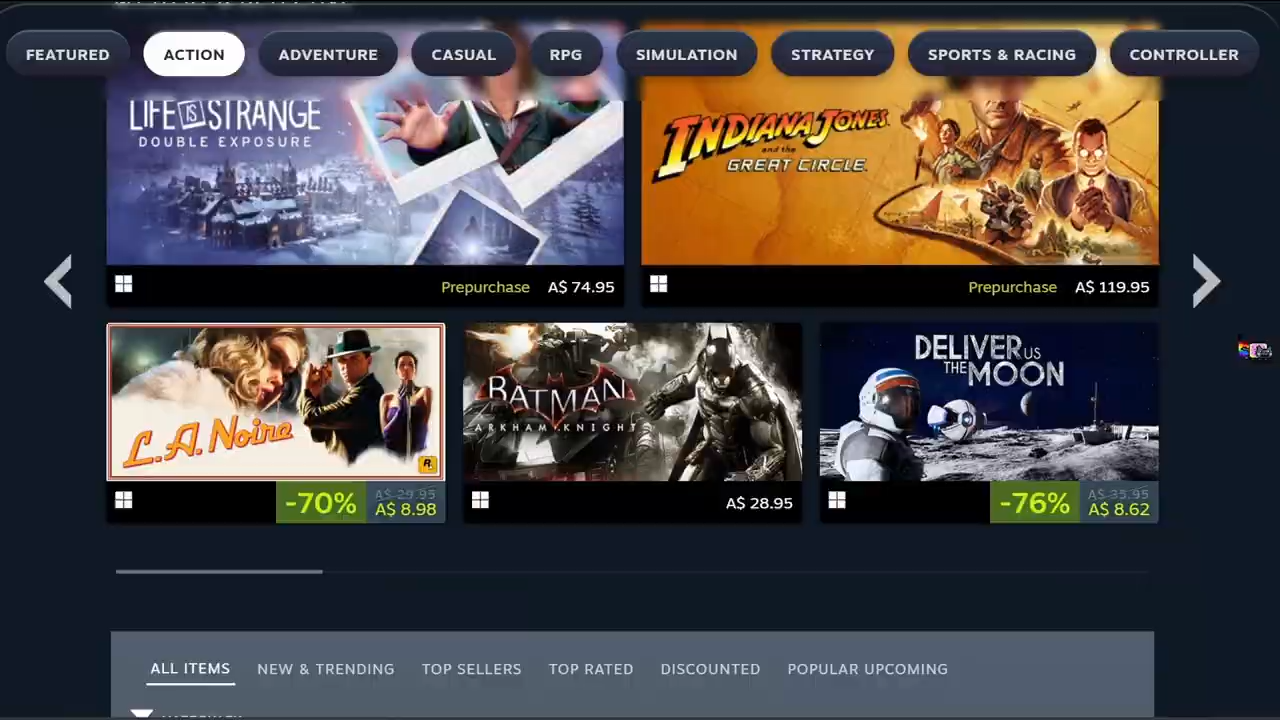 FEATURED ACTION ADVENTURE CASUAL RPG SIMULATION STRATEGY SPORTS & RACING CONTROLLER
LIFE IS STRANGE
DOUBLE EXPOSURE
INDIANA JONES
and the
GREAT CIRCLE
Prepurchase A$ 74.95
Prepurchase A$ 119.95
L.A. Noire
R
BATMAN
ARKHAM KNIGHT
DELIVER US
THE MOON
-70% A$ 29.95
A$ 8.98
A$ 28.95
-76% A$ 35.95
A$ 8.62
ALL ITEMS NEW & TRENDING TOP SELLERS TOP RATED DISCOUNTED POPULAR UPCOMING